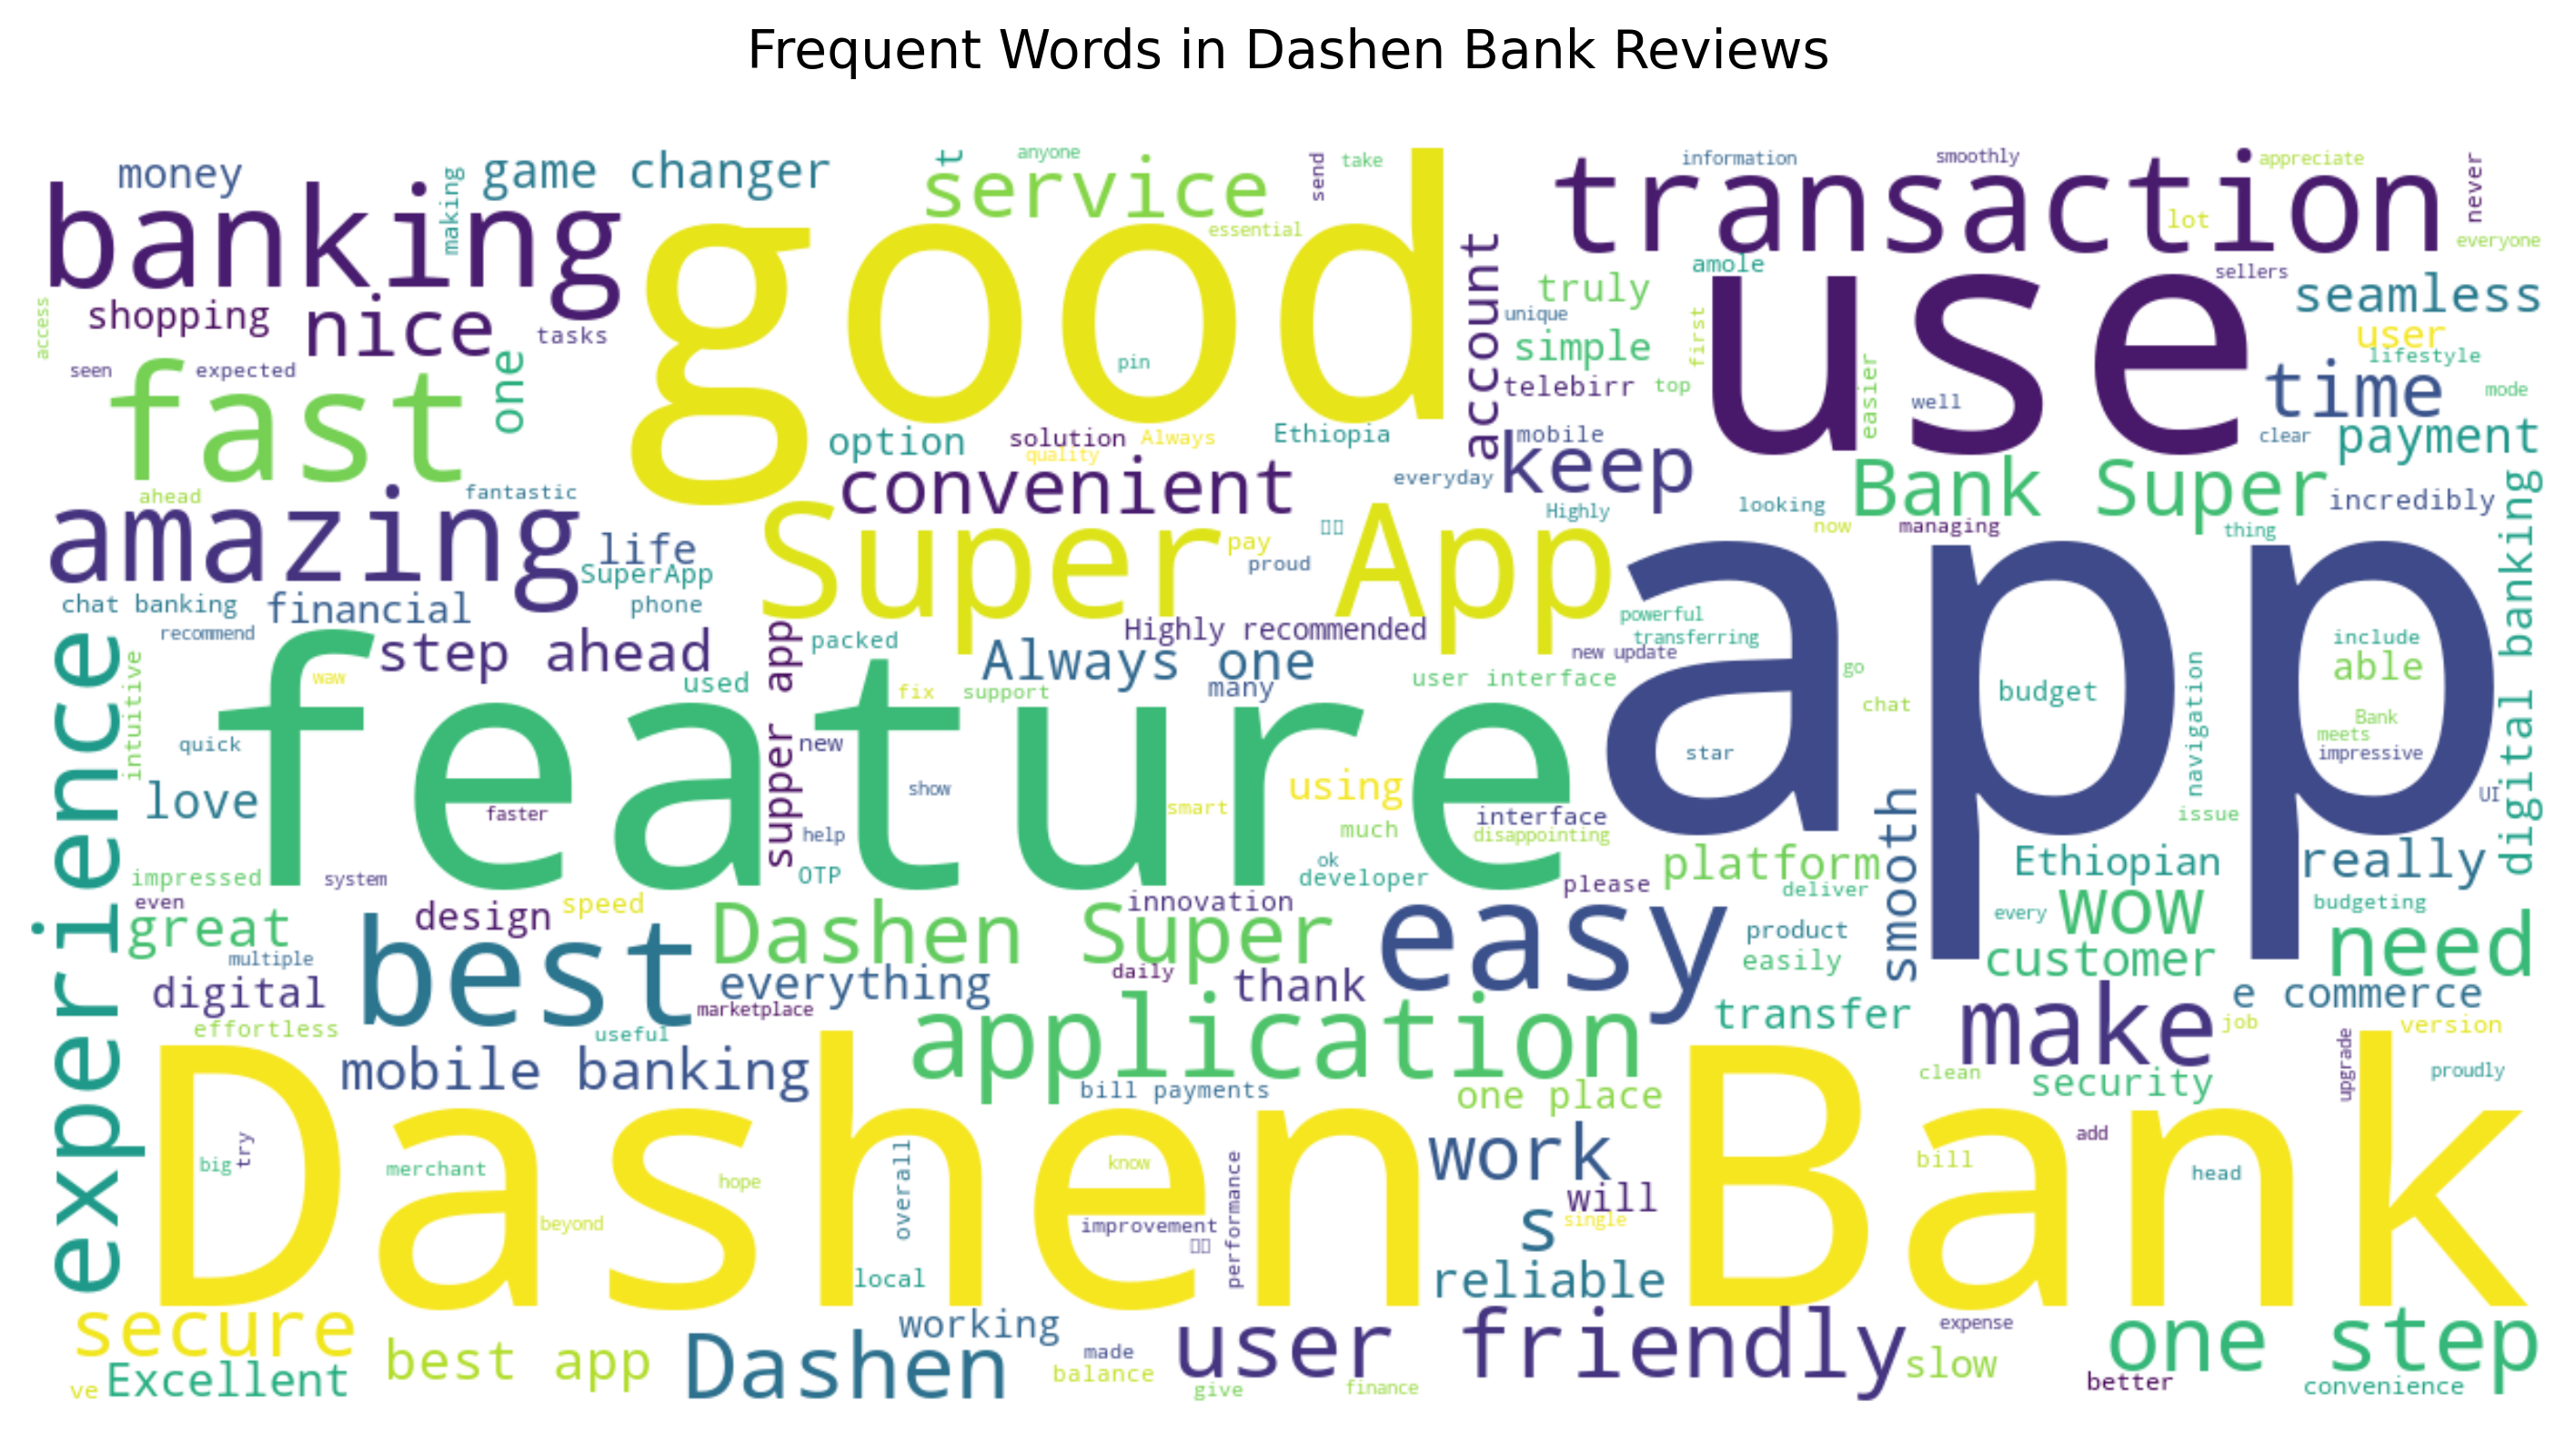 Frequent Words in Dashen Bank Reviews
money
making
game changer
t
anyone
send
take
information
smoothly
appreciate
never
banking
good
service
essential
transaction
lot
everyone
access
shopping
nice
tasks
account
truly
amole
unique
simple
first
use
sellers
seamless
user
lifestyle
seen
expected
fast
one
pin
telebirr
top
easier
well
time
mode
option
solution
Always
quality
Ethiopia
mobile
clear
payment
ahead
fantastic
convenient
everyday
keep
looking
Bank Super
incredibly
digital banking
amazing
life
SuperApp
Super App
pay
proud
Highly
now
managing
thing
chat banking
financial
phone
recommend
step ahead
supper app
packed
Highly recommended
Always one
many
powerful
transferring
new update
app
include
able
experience
intuitive
waw
used
fix
support
user interface
go
chat
budget
navigation
Bank
meets
impressive
quick
feature
new
show
star
UI
love
faster
help
smart
using
much
interface
disappointing
smooth
issue
impressed
system
OTP
ok
developer
please
platform
deliver
Ethiopian
really
even
great
design
speed
Dashen Super
innovation
easy
product
every
wow
budgeting
multiple
best
everything
daily
thank
easily
customer
need
digital
marketplace
effortless
useful
application
transfer
make
e commerce
job
version
mobile banking
bill payments
one place
clean
security
upgrade
proudly
Dashen Bank
big
try
merchant
hope
overall
know
performance
work
bill
add
head
beyond
improvement
will
s
single
local
reliable
secure
working
user friendly
expense
one step
Excellent
best app
Dashen
made
balance
slow
ve
give
finance
better
convenience